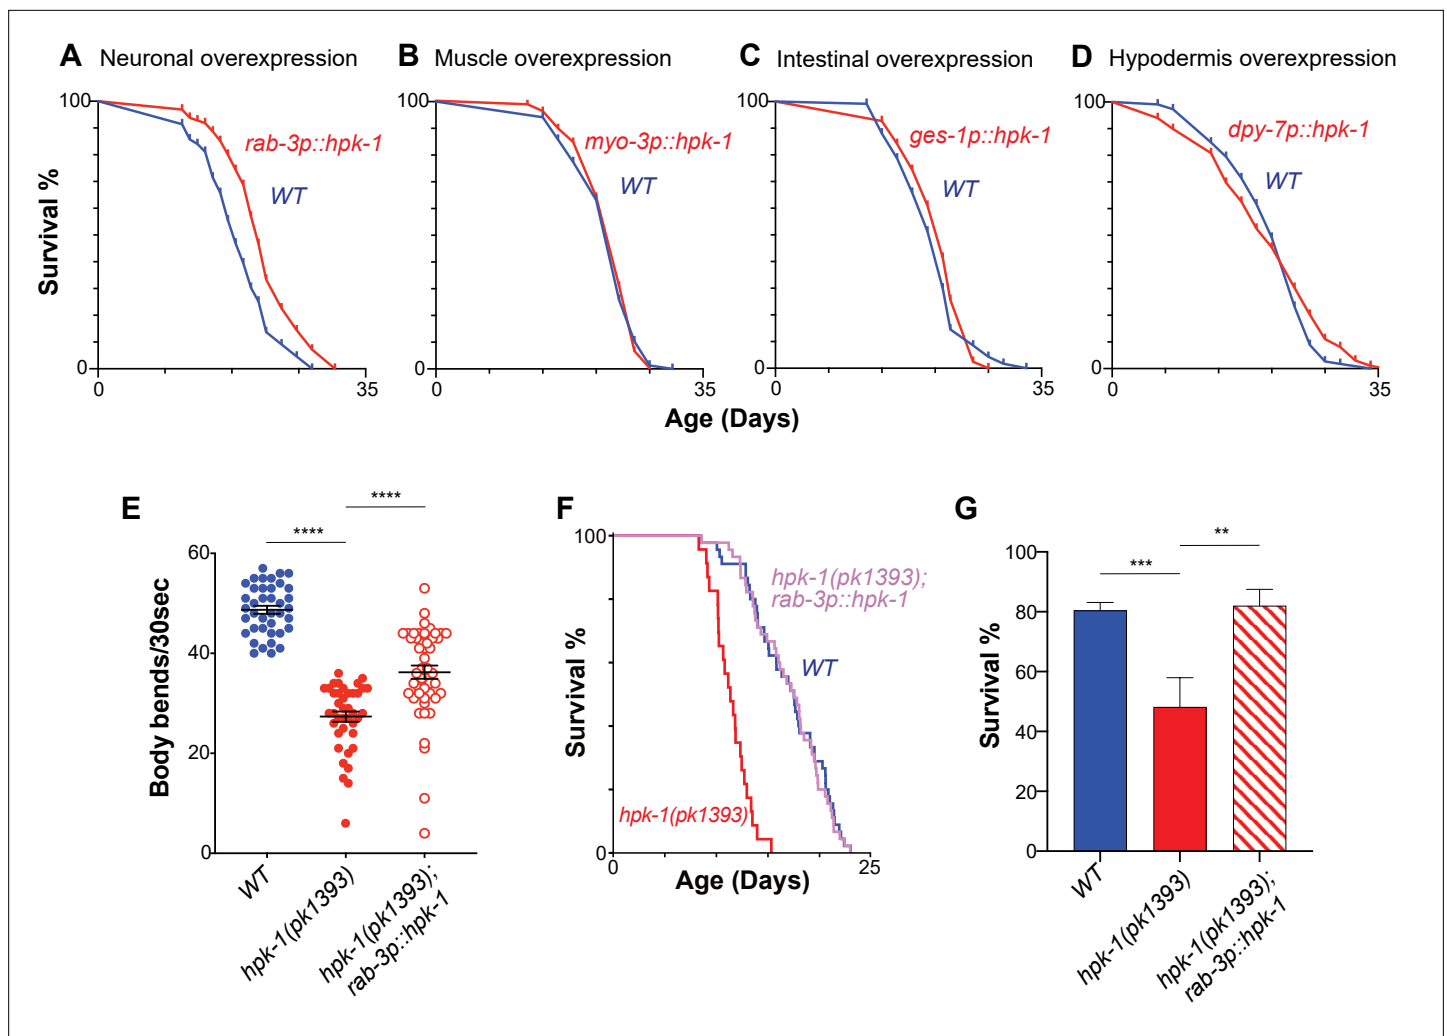 A Neuronal overexpression
B Muscle overexpression
C Intestinal overexpression
D Hypodermis overexpression
Survival %
100
0
rab-3p::hpk-1
WT
0
35
100
0
myo-3p::hpk-1
WT
0
35
100
0
ges-1p::hpk-1
WT
0
35
100
0
dpy-7p::hpk-1
WT
0
35
Age (Days)
E
****
****
Body bends/30sec
60
40
20
0
WT
hpk-1(pk1393)
hpk-1(pk1393);
rab-3p::hpk-1
F
Survival %
100
0
hpk-1(pk1393);
rab-3p::hpk-1
WT
hpk-1(pk1393)
0
25
Age (Days)
G
**
***
Survival %
100
80
60
40
20
0
WT
hpk-1(pk1393)
hpk-1(pk1393);
rab-3p::hpk-1